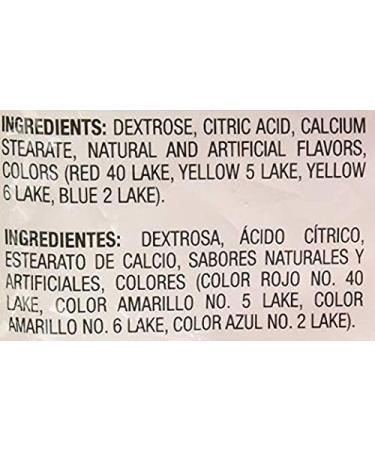 INGREDIENTS: DEXTROSE, CITRIC ACID, CALCIUM
STEARATE, NATURAL AND ARTIFICIAL FLAVORS,
COLORS (RED 40 LAKE, YELLOW 5 LAKE, YELLOW
6 LAKE, BLUE 2 LAKE).
INGREDIENTES: DEXTROSA, ÁCIDO CÍTRICO,
ESTEARATO DE CALCIO, SABORES NATURALES Y
ARTIFICIALES, COLORES (COLOR ROJO NO. 40
LAKE, COLOR AMARILLO NO. 5 LAKE, COLOR
AMARILLO NO. 6 LAKE, COLOR AZUL NO. 2 LAKE).